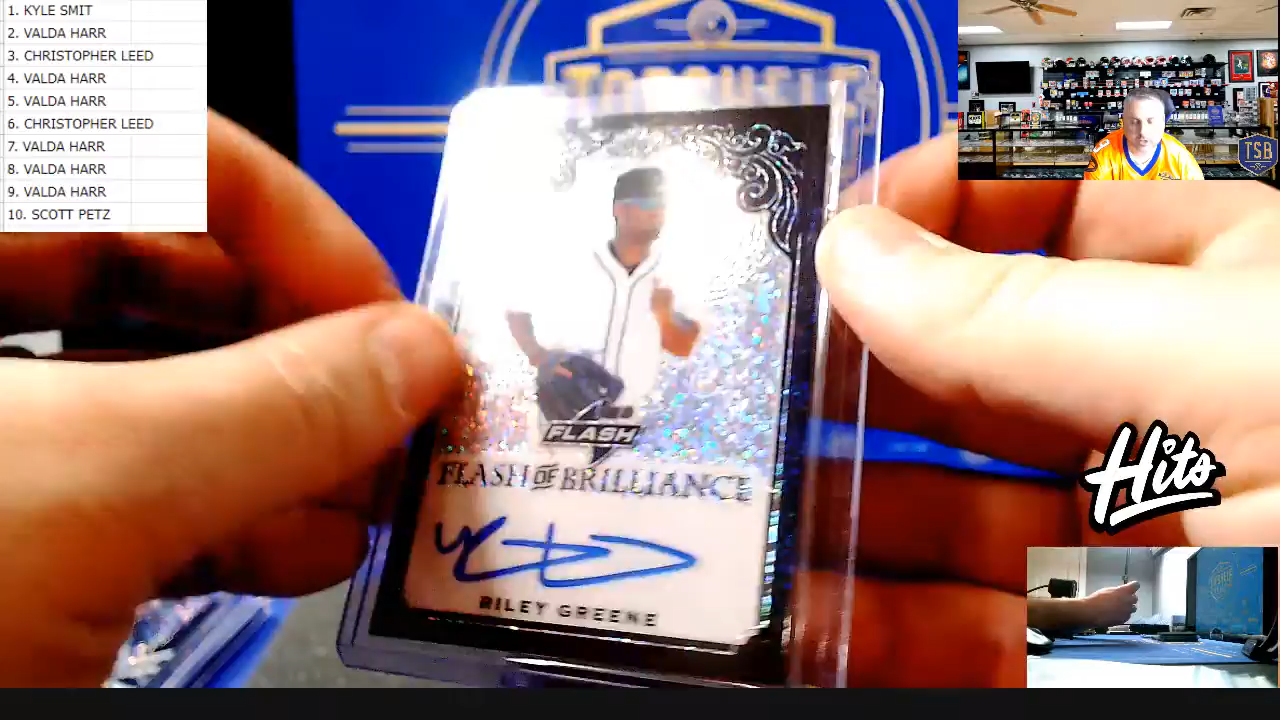 1. KYLE SMIT
2. VALDA HARR
3. CHRISTOPHER LEED
4. VALDA HARR
5. VALDA HARR
6. CHRISTOPHER LEED
7. VALDA HARR
8. VALDA HARR
9. VALDA HARR
10. SCOTT PETZ
FLASH
FLASH OF BRILLIANCE
RILEY GREENE
TSB
Hits